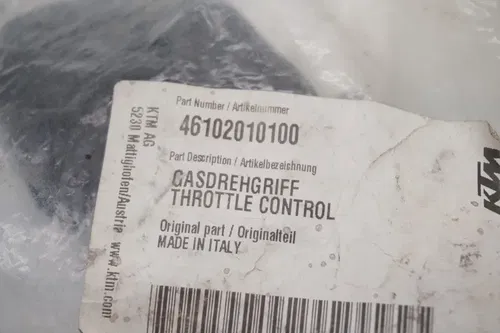 Part Number / Artikelnummer
46102010100
Part Description / Artikelbezeichnung
GASDREHGRIFF
THROTTLE CONTROL
Original part / Originalteil
MADE IN ITALY
KTM AG
5230 Mattighofen/Austria www.ktm.com
KTM